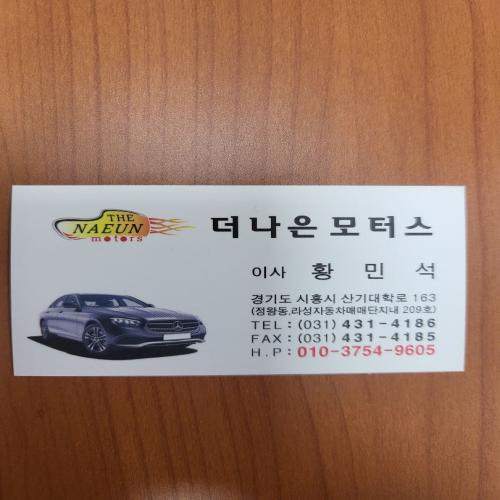 THE
NAEUN
motors
더나은모터스
이사 황 민 석
경기도 시흥시 산기대학로 163
(정왕동,라성자동차매매단지내 209호)
TEL : (031) 431-4186
FAX : (031) 431-4185
H.P : 010-3754-9605